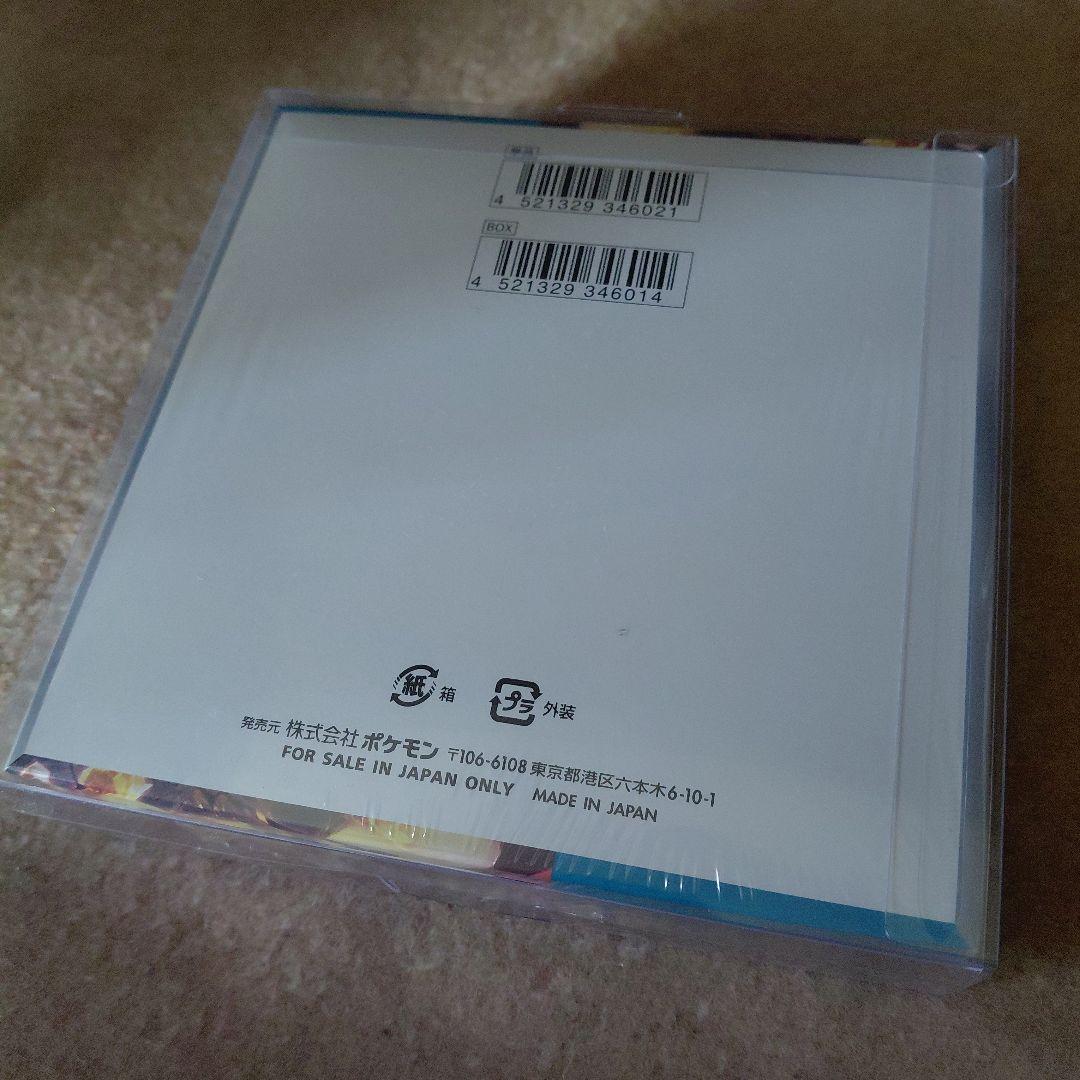 単品
4 521329 346021
BOX
4 521329 346014
紙 箱
プラ 外装
発売元 株式会社 ポケモン 〒106-6108 東京都港区六本木6-10-1
FOR SALE IN JAPAN ONLY MADE IN JAPAN